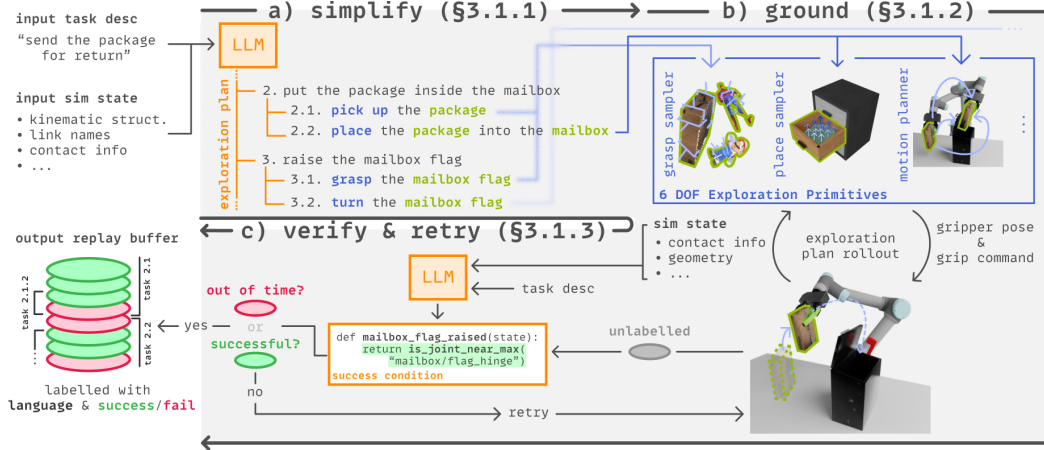 input task desc
“send the package
for return”
input sim state
• kinematic struct.
• link names
• contact info
• ...
a) simplify (§3.1.1)
LLM
exploration plan
2. put the package inside the mailbox
2.1. pick up the package
2.2. place the package into the mailbox
3. raise the mailbox flag
3.1. grasp the mailbox flag
3.2. turn the mailbox flag
b) ground (§3.1.2)
...
grasp sampler
place sampler
motion planner
...
6 DOF Exploration Primitives
c) verify & retry (§3.1.3)
sim state
• contact info
• geometry
• ...
exploration
plan rollout
gripper pose
&
grip command
LLM
task desc
def mailbox_flag_raised(state):
return is_joint_near_max(
“mailbox/flag_hinge”)
success condition
unlabelled
out of time?
or
successful?
yes
no
retry
output replay buffer
task 2.1
task 2.1.2
task 2.2
...
labelled with
language & success/fail